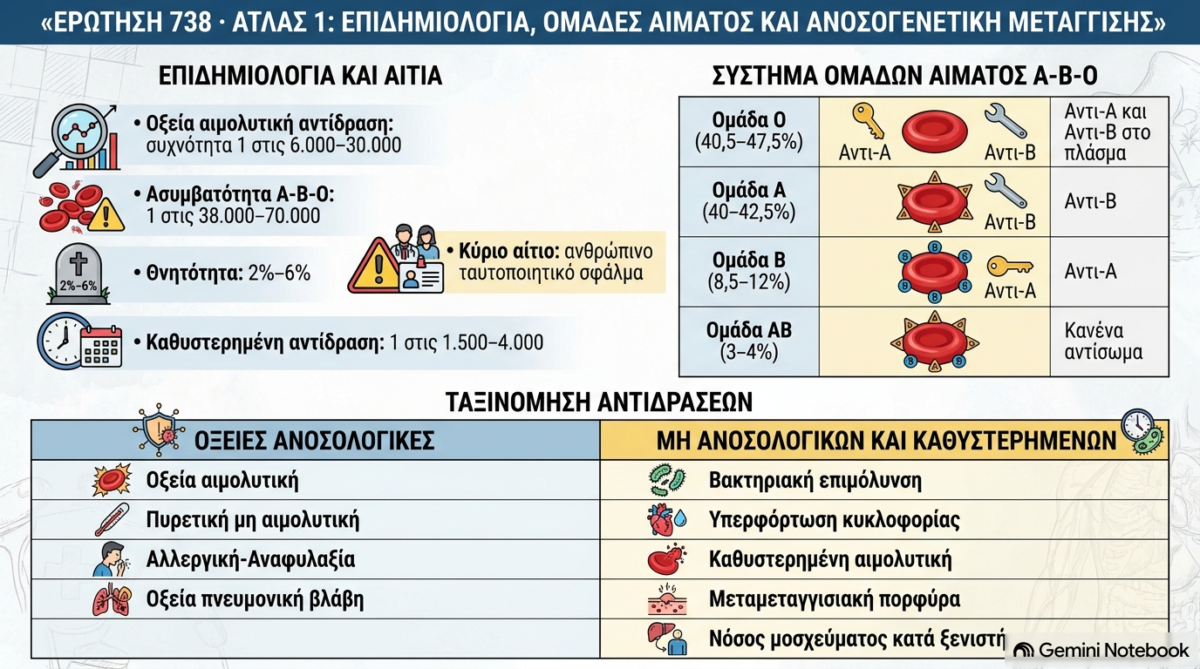 «ΕΡΩΤΗΣΗ 738 · ΑΤΛΑΣ 1: ΕΠΙΔΗΜΙΟΛΟΓΙΑ, ΟΜΑΔΕΣ ΑΙΜΑΤΟΣ ΚΑΙ ΑΝΟΣΟΓΕΝΕΤΙΚΗ ΜΕΤΑΓΓΙΣΗΣ»
ΕΠΙΔΗΜΙΟΛΟΓΙΑ ΚΑΙ ΑΙΤΙΑ
• Οξεία αιμολυτική αντίδραση:
συχνότητα 1 στις 6.000–30.000
• Ασυμβατότητα Α-Β-Ο:
1 στις 38.000–70.000
2%–6%
• Θνητότητα: 2%–6%
• Κύριο αίτιο: ανθρώπινο
ταυτοποιητικό σφάλμα
• Καθυστερημένη αντίδραση: 1 στις 1.500–4.000
ΣΥΣΤΗΜΑ ΟΜΑΔΩΝ ΑΙΜΑΤΟΣ Α-Β-Ο
Ομάδα Ο
(40,5–47,5%)
Αντι-Α
Αντι-Β
Αντι-Α και
Αντι-Β στο
πλάσμα
Ομάδα Α
(40–42,5%)
A A A A A A
Αντι-Β
Αντι-Β
Ομάδα Β
(8,5–12%)
B B B B B B
Αντι-Α
Αντι-Α
Ομάδα ΑΒ
(3–4%)
Κανένα
αντίσωμα
ΤΑΞΙΝΟΜΗΣΗ ΑΝΤΙΔΡΑΣΕΩΝ
ΟΞΕΙΕΣ ΑΝΟΣΟΛΟΓΙΚΕΣ
Οξεία αιμολυτική
Πυρετική μη αιμολυτική
Αλλεργική-Αναφυλαξία
Οξεία πνευμονική βλάβη
ΜΗ ΑΝΟΣΟΛΟΓΙΚΩΝ ΚΑΙ ΚΑΘΥΣΤΕΡΗΜΕΝΩΝ
Βακτηριακή επιμόλυνση
Υπερφόρτωση κυκλοφορίας
Καθυστερημένη αιμολυτική
Μεταμεταγγισιακή πορφύρα
Νόσος μοσχεύματος κατά ξενιστή
Gemini Notebook